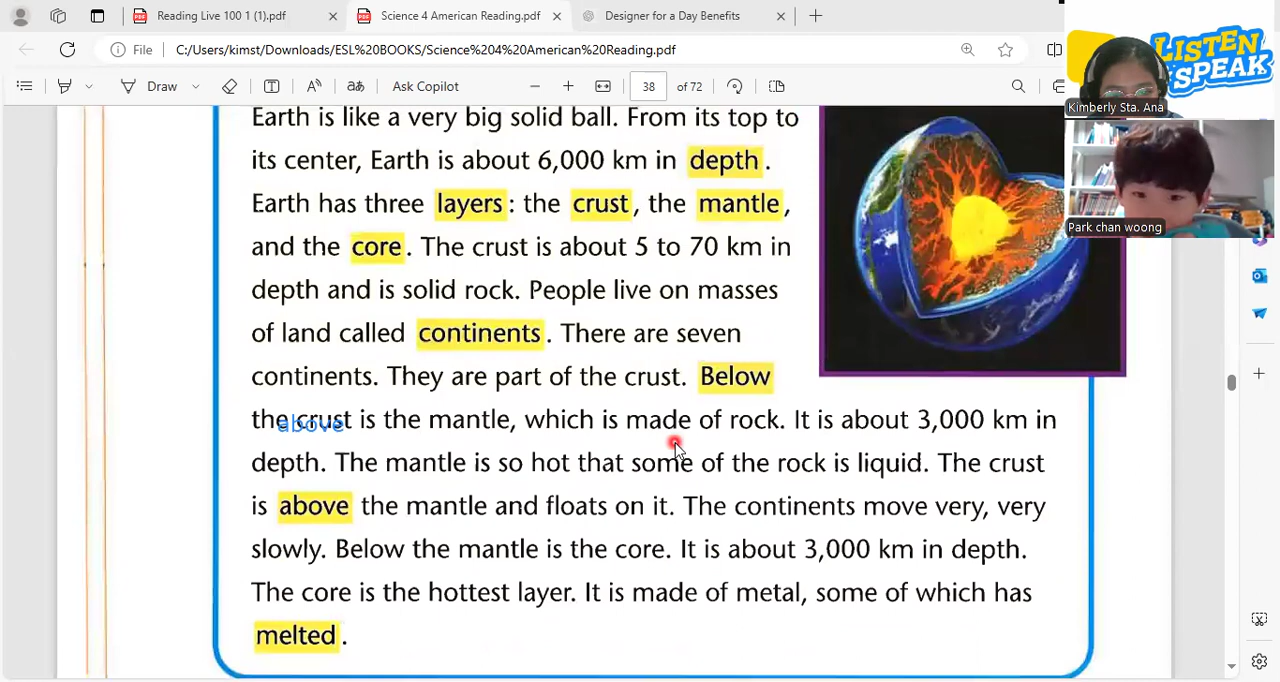 Reading Live 100 1 (1).pdf
Science 4 American Reading.pdf
Designer for a Day Benefits
File
C:/Users/kimst/Downloads/ESL%20BOOKS/Science%204%20American%20Reading.pdf
LISTEN
SPEAK
Draw
Ask Copilot
38 of 72
Kimberly Sta. Ana
Park chan woong
Earth is like a very big solid ball. From its top to
its center, Earth is about 6,000 km in depth.
Earth has three layers: the crust, the mantle,
and the core. The crust is about 5 to 70 km in
depth and is solid rock. People live on masses
of land called continents. There are seven
continents. They are part of the crust. Below
the crust is the mantle, which is made of rock. It is about 3,000 km in
above
depth. The mantle is so hot that some of the rock is liquid. The crust
is above the mantle and floats on it. The continents move very, very
slowly. Below the mantle is the core. It is about 3,000 km in depth.
The core is the hottest layer. It is made of metal, some of which has
melted.